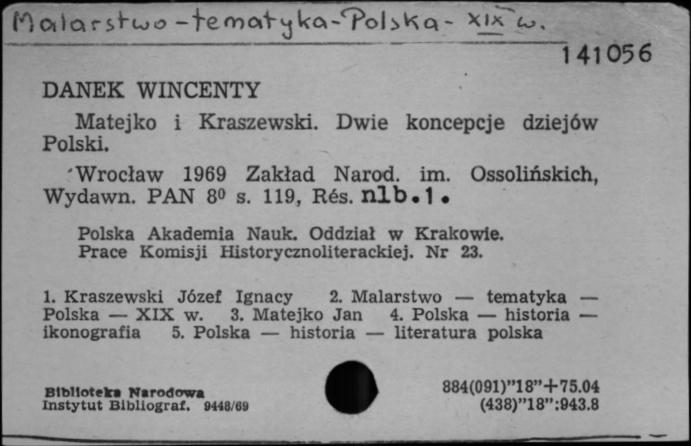 Malarstwo - tematyka - Polska - XIX w.
141056
DANEK WINCENTY
Matejko i Kraszewski. Dwie koncepcje dziejów
Polski.
Wrocław 1969 Zakład Narod. im. Ossolińskich,
Wydawn. PAN 8⁰ s. 119, Rés. nlb.1.
Polska Akademia Nauk. Oddział w Krakowie.
Prace Komisji Historycznoliterackiej. Nr 23.
1. Kraszewski Józef Ignacy 2. Malarstwo — tematyka —
Polska — XIX w. 3. Matejko Jan 4. Polska — historia —
ikonografia 5. Polska — historia — literatura polska
Biblioteka Narodowa
Instytut Bibliograf. 9448/69
884(091)”18”+75.04
(438)”18”:943.8